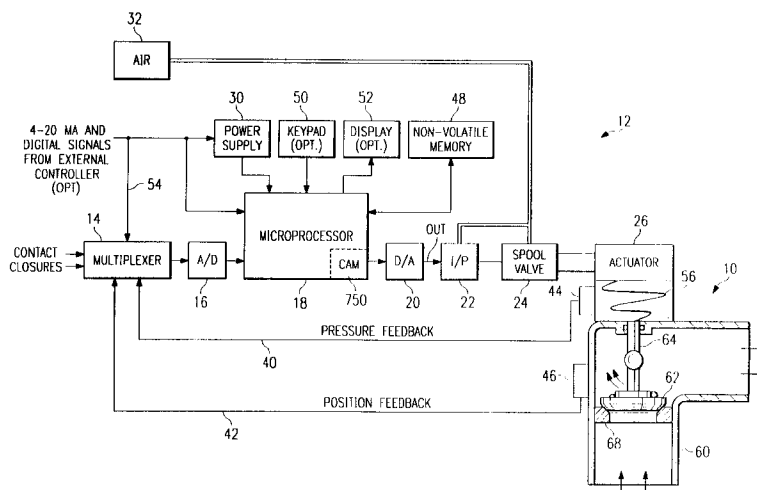 32
AIR
30
50
52
48
12
4-20 MA AND
DIGITAL SIGNALS
FROM EXTERNAL
CONTROLLER
(OPT)
POWER
SUPPLY
KEYPAD
(OPT.)
DISPLAY
(OPT.)
NON-VOLATILE
MEMORY
54
14
26
CONTACT
CLOSURES
MULTIPLEXER
A/D
MICROPROCESSOR
CAM
D/A
OUT
I/P
SPOOL
VALVE
ACTUATOR
56
10
16
18
750
20
22
24
44
PRESSURE FEEDBACK
40
64
46
62
POSITION FEEDBACK
42
68
60